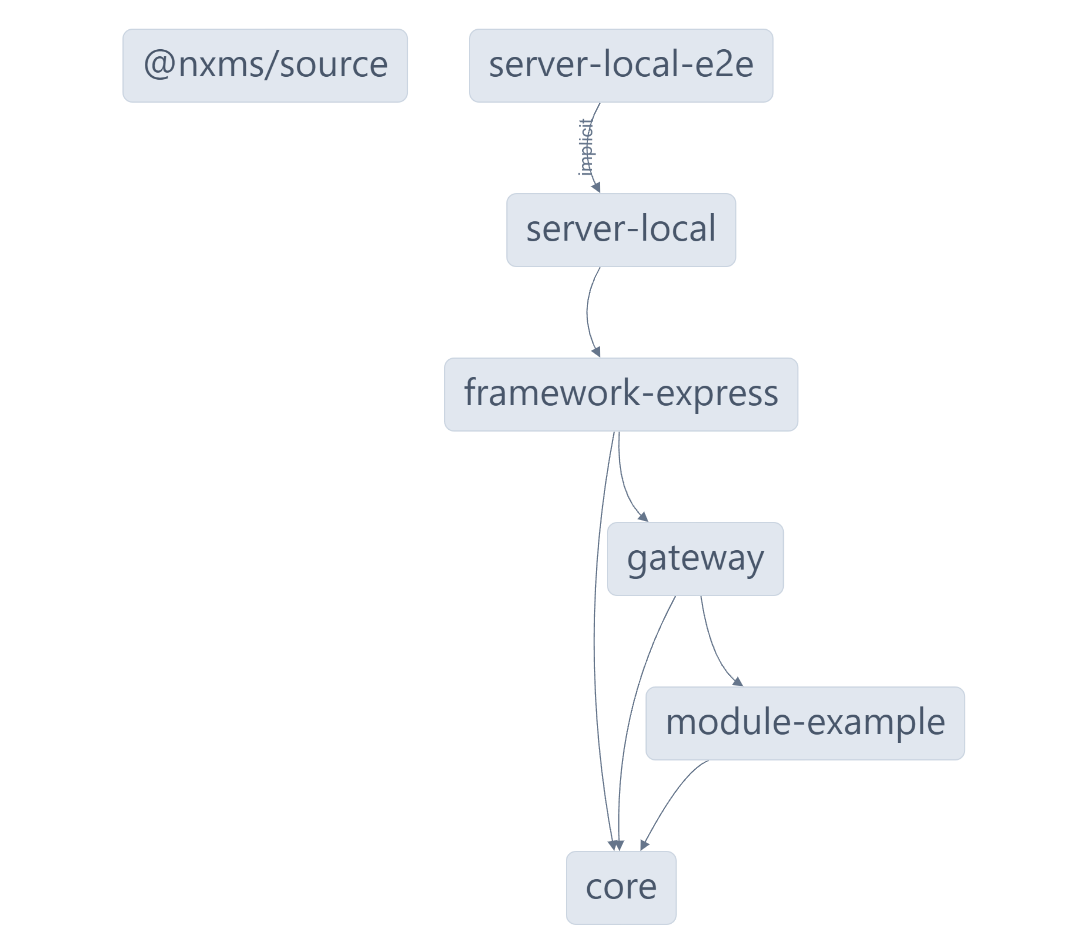 @nxms/source
server-local-e2e
implicit
server-local
framework-express
gateway
module-example
core